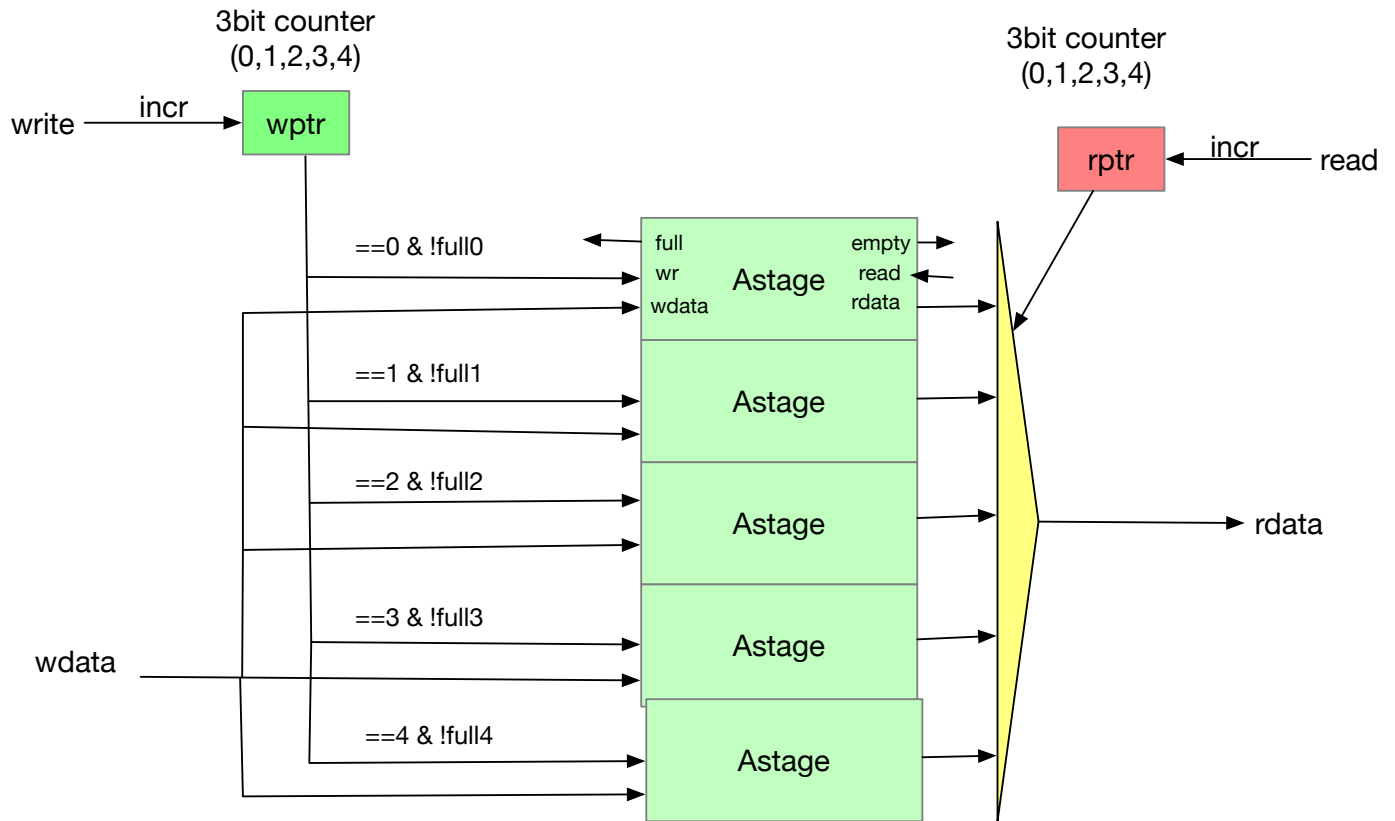 3bit counter
(0,1,2,3,4)
3bit counter
(0,1,2,3,4)
write
incr
wptr
rptr
incr
read
==0 & !full0
full
empty
wr
Astage
read
wdata
rdata
==1 & !full1
Astage
==2 & !full2
Astage
rdata
==3 & !full3
Astage
wdata
==4 & !full4
Astage